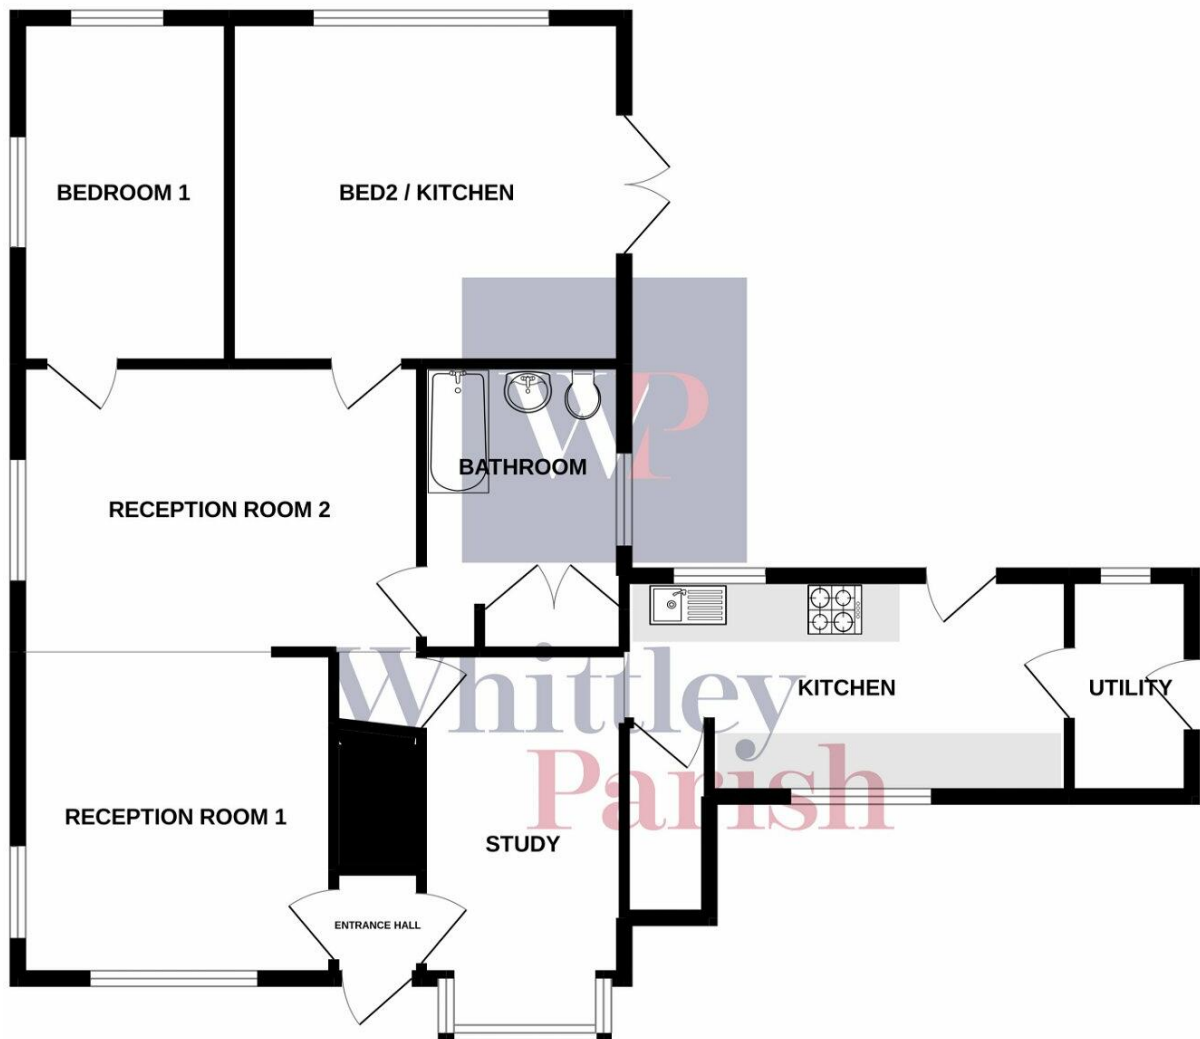 BEDROOM 1
BED2 / KITCHEN
WP
BATHROOM
RECEPTION ROOM 2
KITCHEN
UTILITY
Whittley
Parish
RECEPTION ROOM 1
STUDY
ENTRANCE HALL